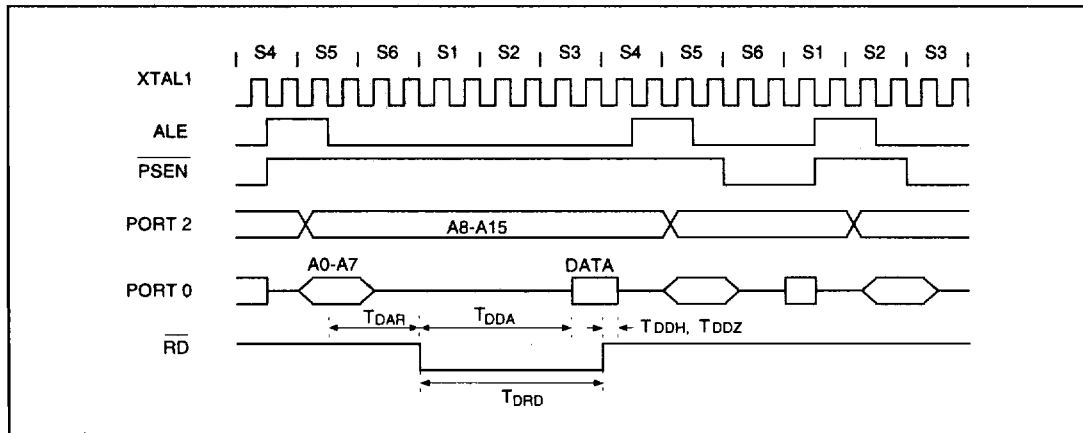 S4 S5 S6 S1 S2 S3 S4 S5 S6 S1 S2 S3
XTAL1
ALE
PSEN
PORT 2
A8-A15
A0-A7
DATA
PORT 0
TDAR
TDDA
TDDH, TDDZ
RD
TDRD